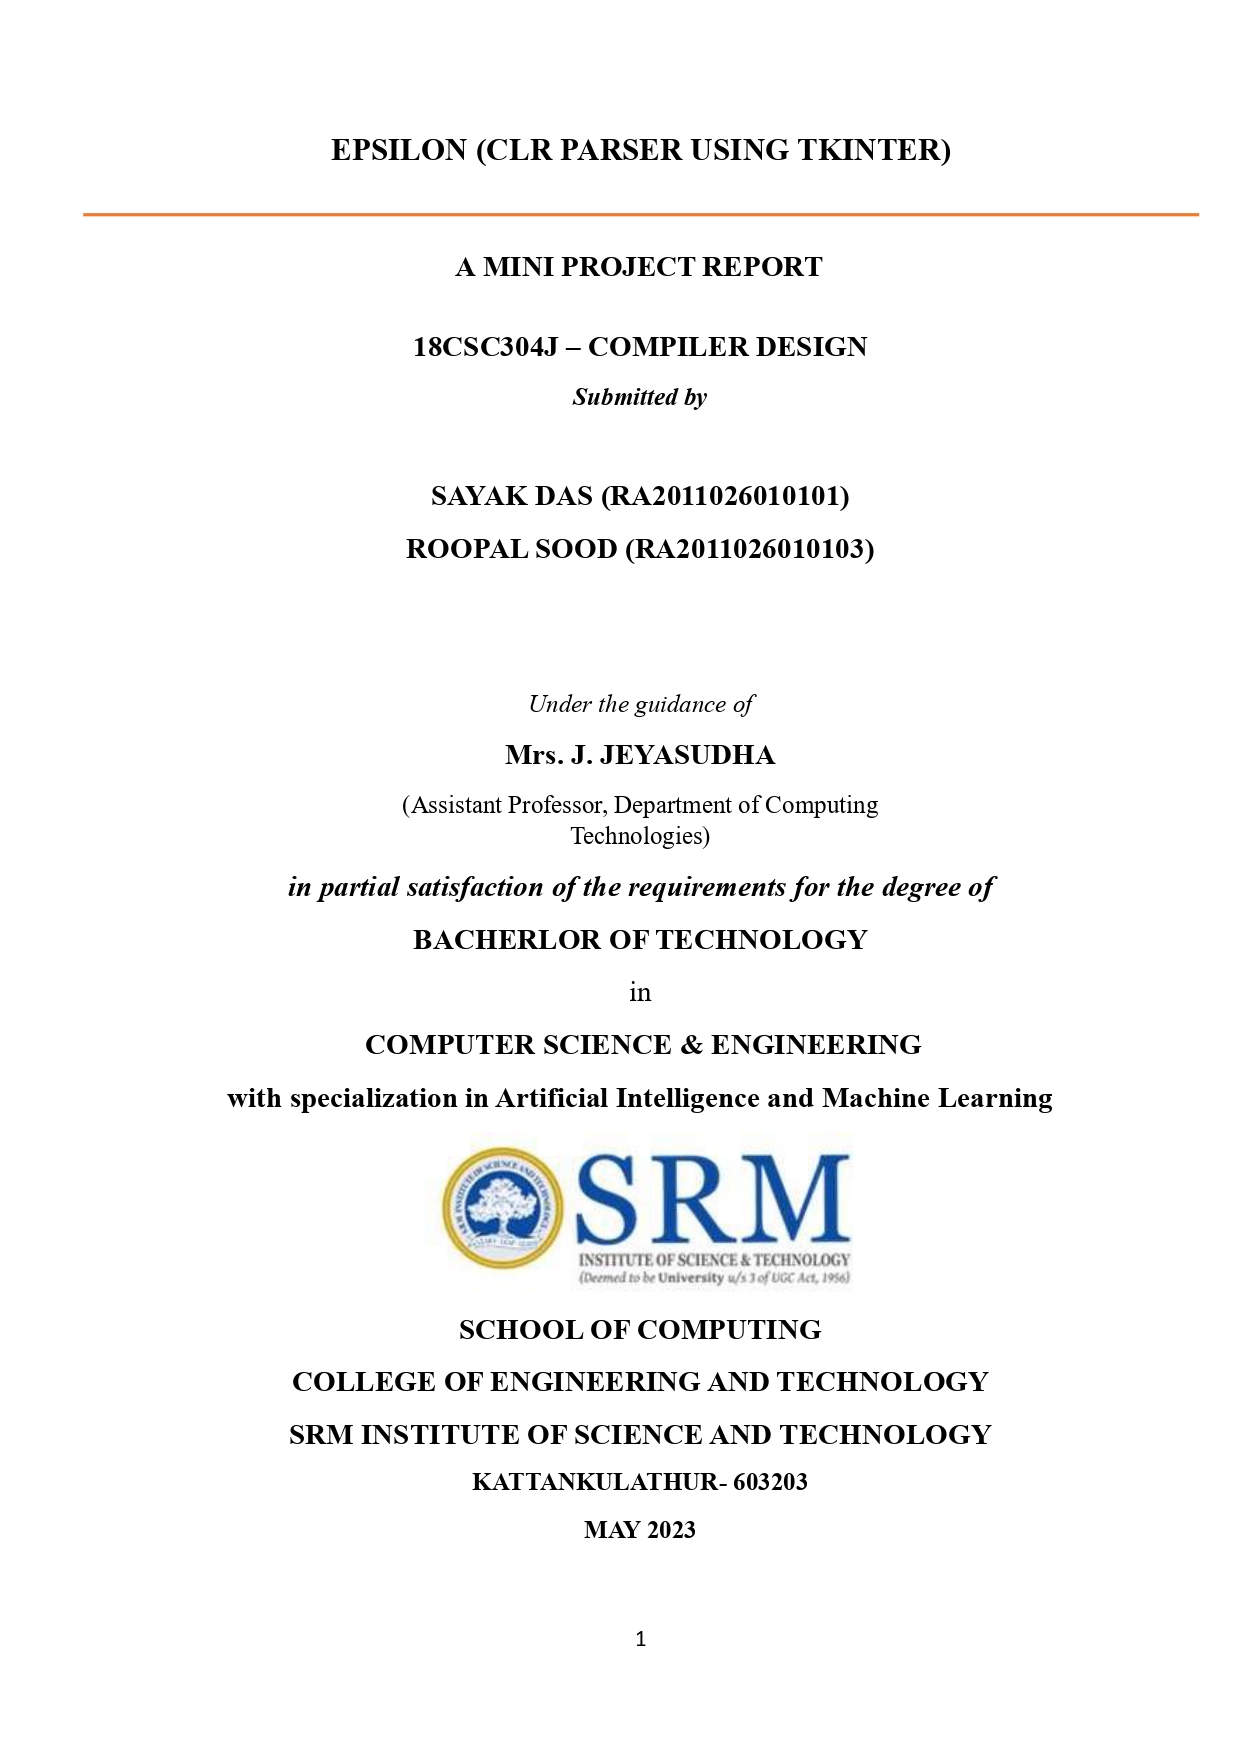 EPSILON (CLR PARSER USING TKINTER)
A MINI PROJECT REPORT
18CSC304J – COMPILER DESIGN
Submitted by
SAYAK DAS (RA2011026010101)
ROOPAL SOOD (RA2011026010103)
Under the guidance of
Mrs. J. JEYASUDHA
(Assistant Professor, Department of Computing
Technologies)
in partial satisfaction of the requirements for the degree of
BACHERLOR OF TECHNOLOGY
in
COMPUTER SCIENCE & ENGINEERING
with specialization in Artificial Intelligence and Machine Learning
SRM
INSTITUTE OF SCIENCE & TECHNOLOGY
(Deemed to be University u/s 3 of UGC Act, 1956)
SCHOOL OF COMPUTING
COLLEGE OF ENGINEERING AND TECHNOLOGY
SRM INSTITUTE OF SCIENCE AND TECHNOLOGY
KATTANKULATHUR- 603203
MAY 2023
1